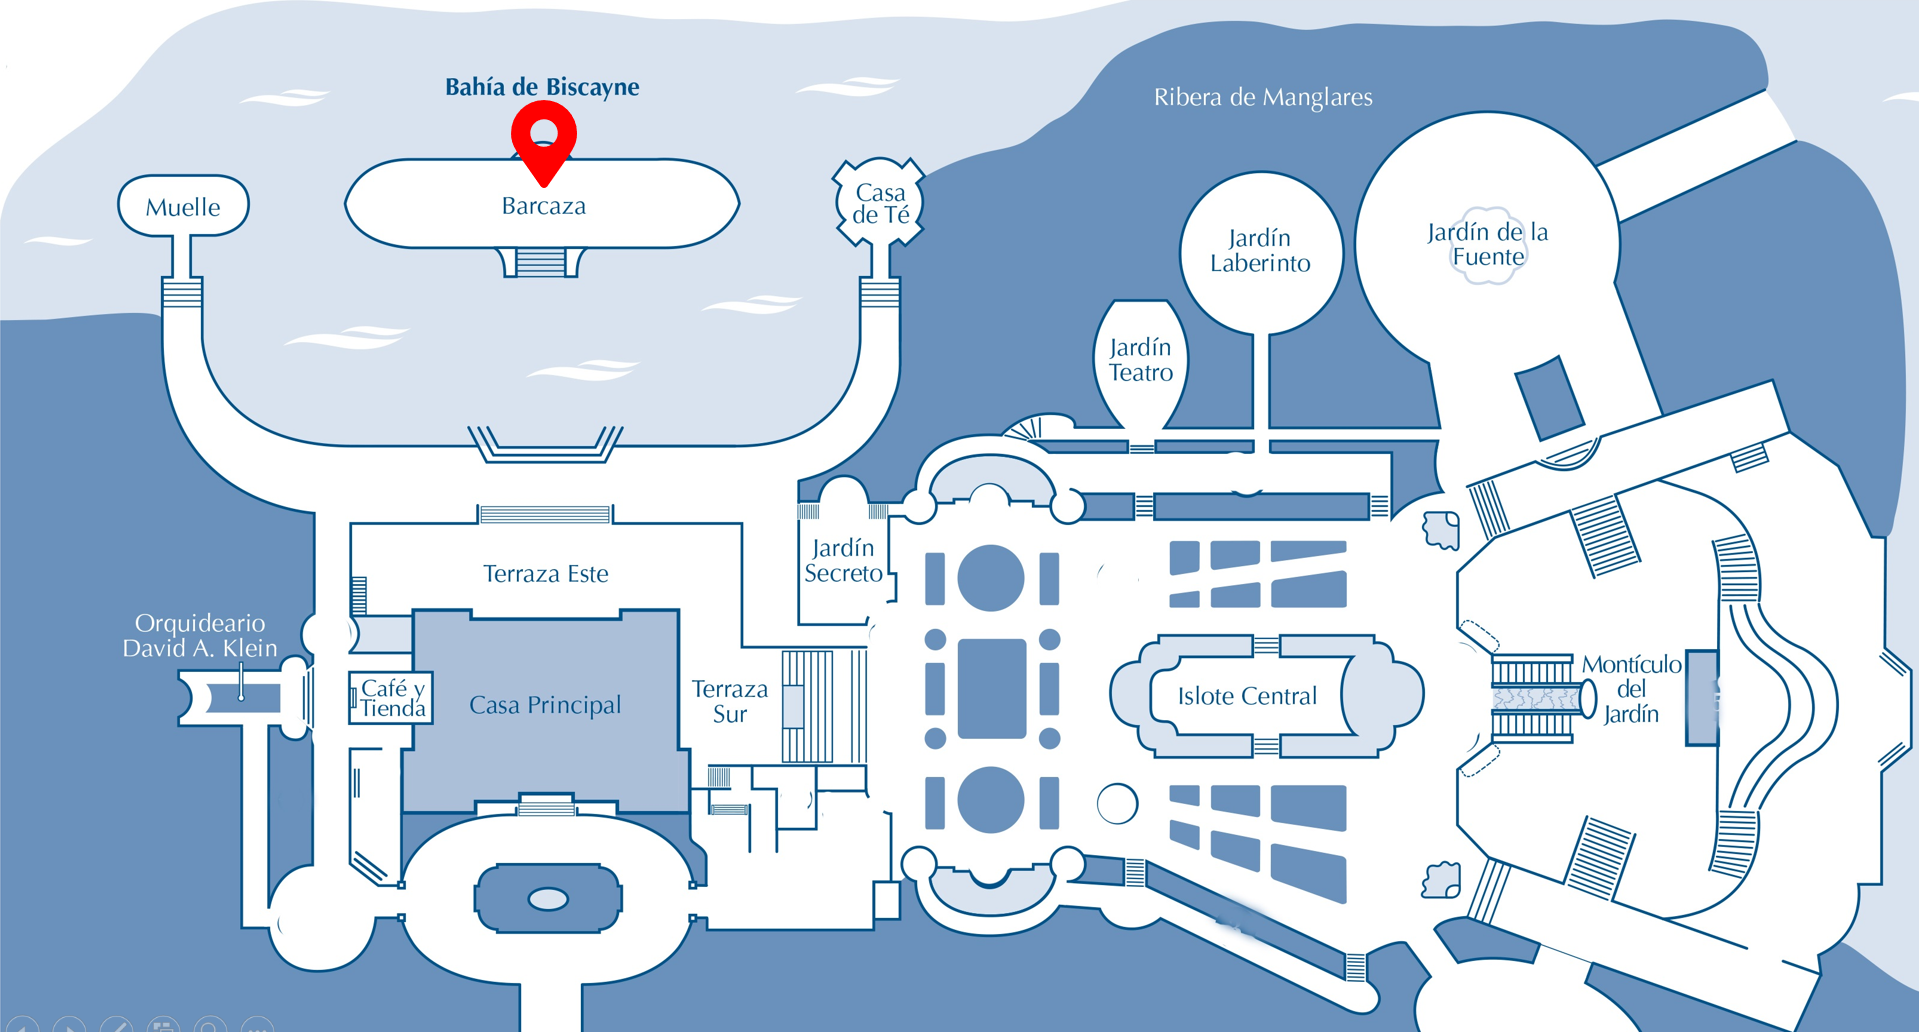 Bahía de Biscayne
Ribera de Manglares
Muelle
Barcaza
Casa
de Té
Jardín
Laberinto
Jardín de la
Fuente
Jardín
Teatro
Jardín
Secreto
Terraza Este
Orquideario
David A. Klein
Café y
Tienda
Casa Principal
Terraza
Sur
Islote Central
Montículo
del
Jardín